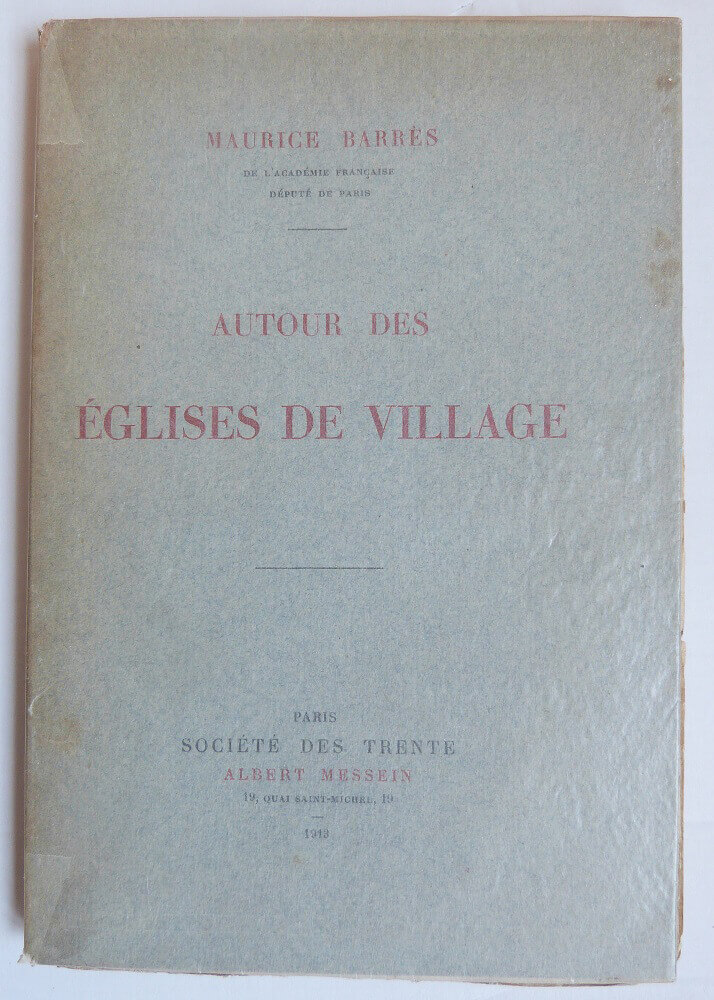 MAURICE BARRÈS
DE L'ACADÉMIE FRANÇAISE
DÉPUTÉ DE PARIS
AUTOUR DES
ÉGLISES DE VILLAGE
PARIS
SOCIÉTÉ DES TRENTE
ALBERT MESSEIN
19, QUAI SAINT-MICHEL, 19
1913